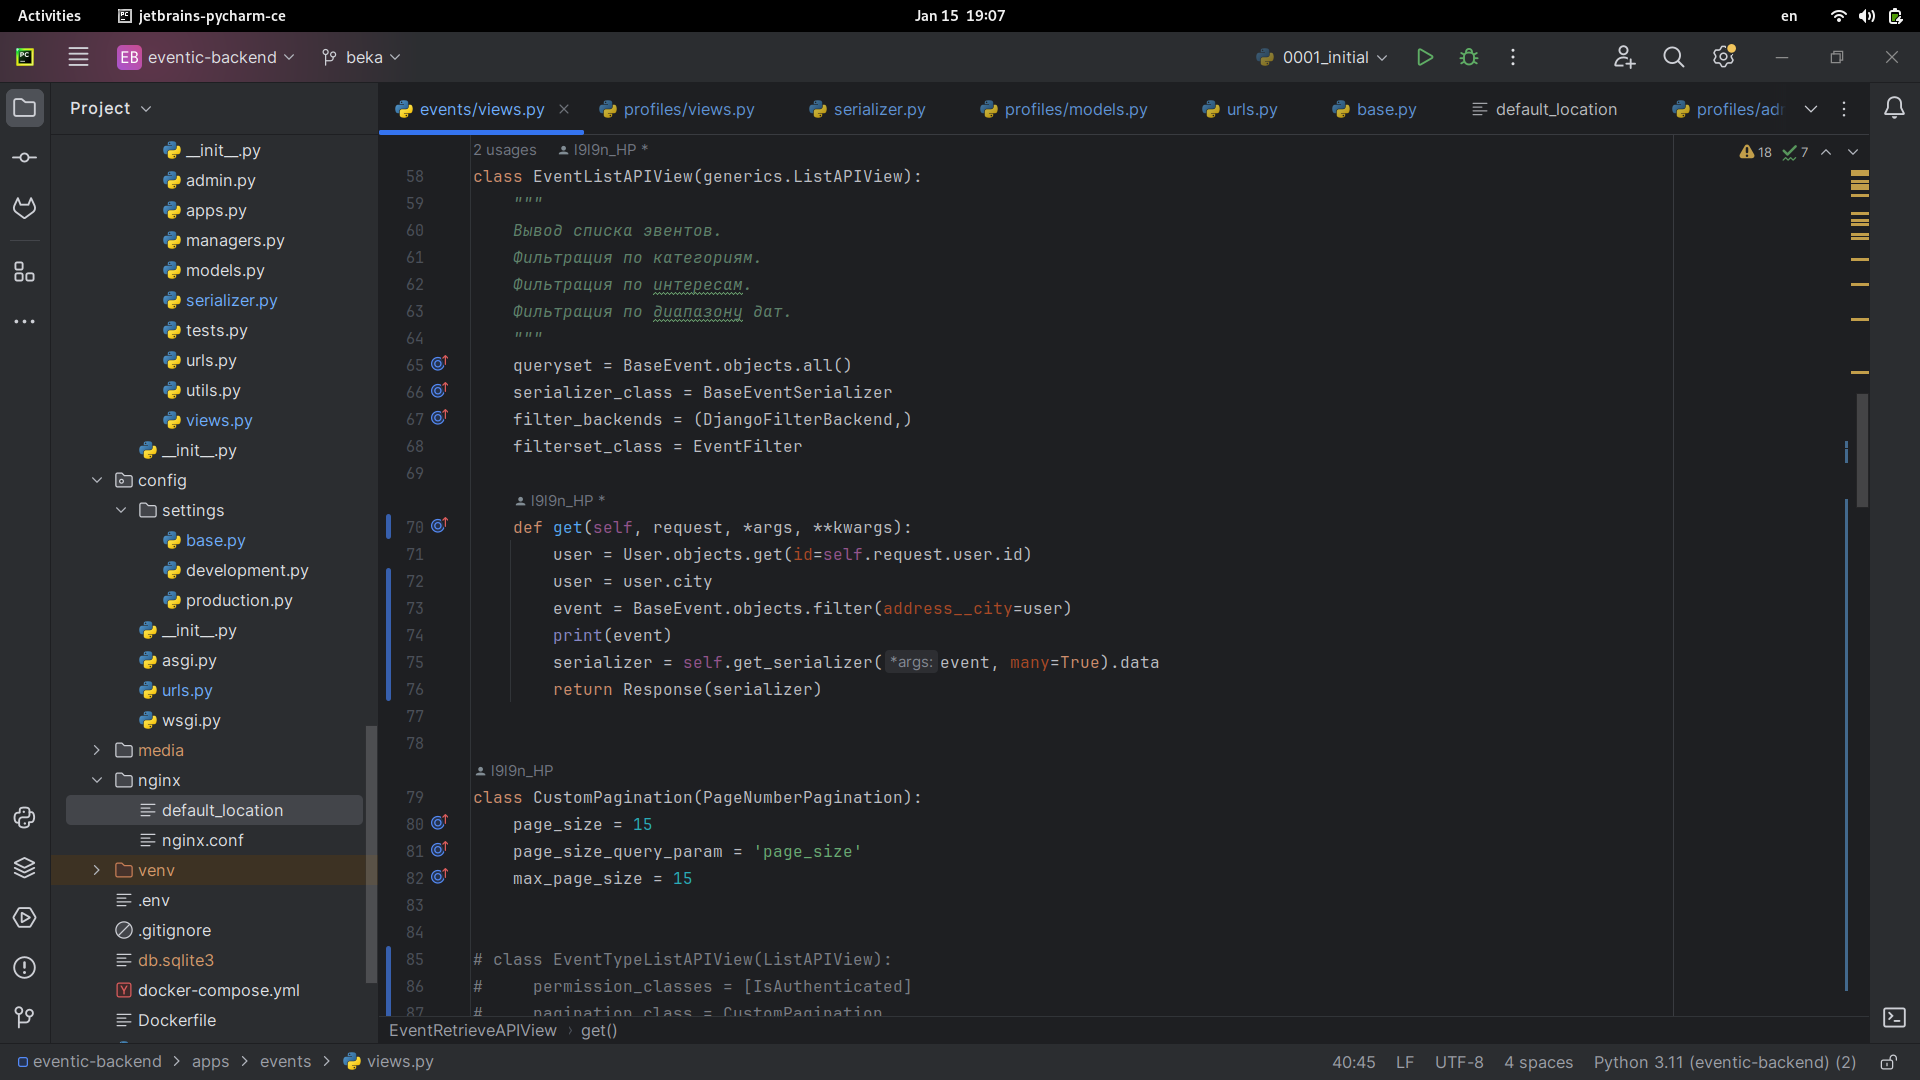 Activities jetbrains-pycharm-ce Jan 15 19:07 en
EB eventic-backend beka 0001_initial
Project
events/views.py profiles/views.py serializer.py profiles/models.py urls.py base.py default_location profiles/adr
__init__.py
admin.py
apps.py
managers.py
models.py
serializer.py
tests.py
urls.py
utils.py
views.py
__init__.py
config
settings
base.py
development.py
production.py
__init__.py
asgi.py
urls.py
wsgi.py
media
nginx
default_location
nginx.conf
venv
.env
.gitignore
db.sqlite3
docker-compose.yml
Dockerfile
2 usages I9I9n_HP *
18 7
58 class EventListAPIView(generics.ListAPIView):
59 """
60 Вывод списка эвентов.
61 Фильтрация по категориям.
62 Фильтрация по интересам.
63 Фильтрация по диапазону дат.
64 """
65 queryset = BaseEvent.objects.all()
66 serializer_class = BaseEventSerializer
67 filter_backends = (DjangoFilterBackend,)
68 filterset_class = EventFilter
69
I9I9n_HP *
70 def get(self, request, *args, **kwargs):
71 user = User.objects.get(id=self.request.user.id)
72 user = user.city
73 event = BaseEvent.objects.filter(address__city=user)
74 print(event)
75 serializer = self.get_serializer( *args: event, many=True).data
76 return Response(serializer)
77
78
I9I9n_HP
79 class CustomPagination(PageNumberPagination):
80 page_size = 15
81 page_size_query_param = 'page_size'
82 max_page_size = 15
83
84
85 # class EventTypeListAPIView(ListAPIView):
86 # permission_classes = [IsAuthenticated]
87 # pagination_class = CustomPagination
EventRetrieveAPIView › get()
eventic-backend > apps > events > views.py 40:45 LF UTF-8 4 spaces Python 3.11 (eventic-backend) (2)